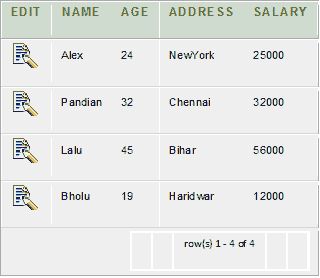 EDIT NAME AGE ADDRESS SALARY
Alex 24 NewYork 25000
Pandian 32 Chennai 32000
Lalu 45 Bihar 56000
Bholu 19 Haridwar 12000
row(s) 1 - 4 of 4